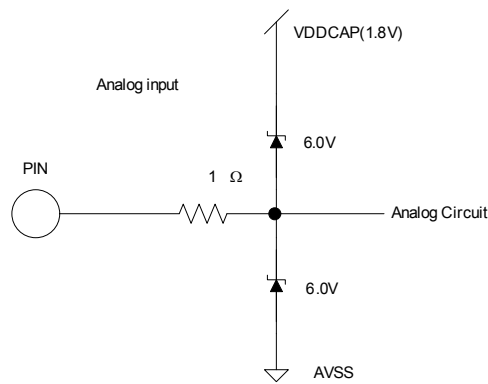 VDDCAP(1.8V)
Analog input
6.0V
PIN
1 Ω
Analog Circuit
6.0V
AVSS